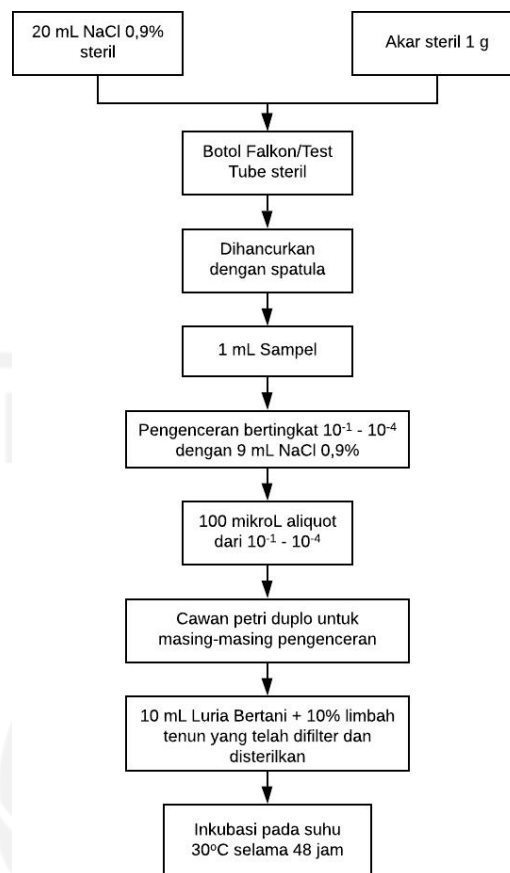 20 mL NaCl 0,9%
steril
Akar steril 1 g
Botol Falkon/Test
Tube steril
Dihancurkan
dengan spatula
1 mL Sampel
Pengenceran bertingkat 10⁻¹ - 10⁻⁴
dengan 9 mL NaCl 0,9%
100 mikroL aliquot
dari 10⁻¹ - 10⁻⁴
Cawan petri duplo untuk
masing-masing pengenceran
10 mL Luria Bertani + 10% limbah
tenun yang telah difilter dan
disterilkan
Inkubasi pada suhu
30ºC selama 48 jam